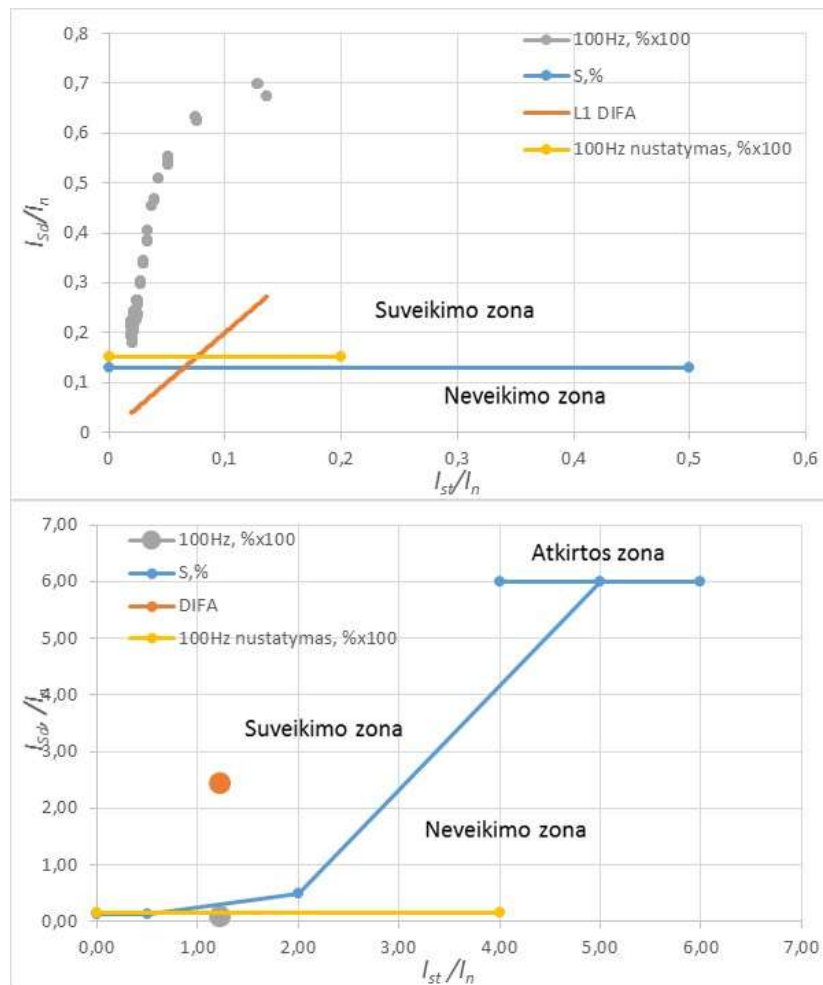 0,8
0,7
0,6
0,5
0,4
0,3
0,2
0,1
0
I_Sd/I_n
100Hz, %x100
S,%
L1 DIFA
100Hz nustatymas, %x100
Suveikimo zona
Neveikimo zona
0 0,1 0,2 0,3 0,4 0,5 0,6
I_st/I_n
7,00
6,00
5,00
4,00
3,00
2,00
1,00
0,00
I_Sd, /I_n
100Hz, %x100
S,%
DIFA
100Hz nustatymas, %x100
Atkirtos zona
Suveikimo zona
Neveikimo zona
0,00 1,00 2,00 3,00 4,00 5,00 6,00 7,00
I_st /I_n